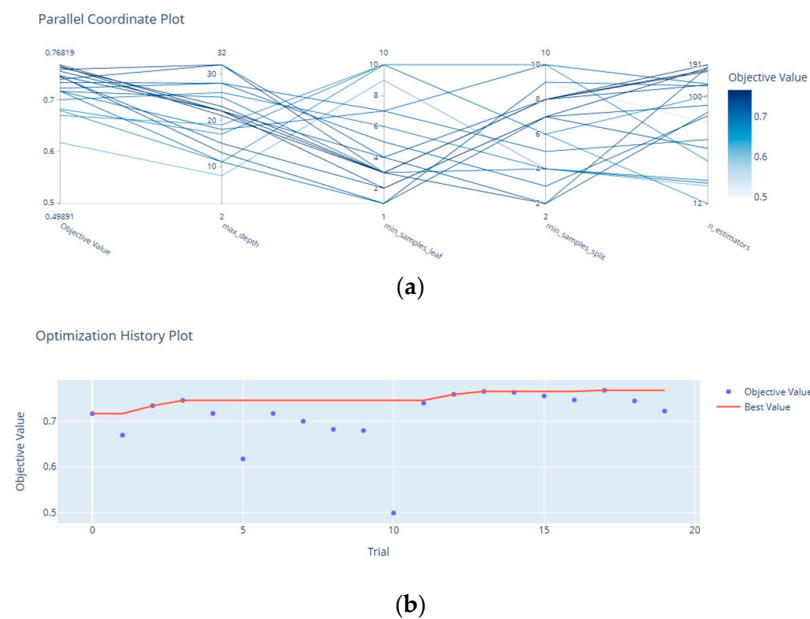 Parallel Coordinate Plot
0.76819 32 10 10 191
0.7 0.6 0.5
30 20 10
8 6 4 2
8 6 4
100
0.49891 2 1 2 12
Objective Value
max_depth
min_samples_leaf
min_samples_split
n_estimators
Objective Value
0.7
0.6
0.5
(a)
Optimization History Plot
Objective Value
0.7
0.6
0.5
0 5 10 15 20
Trial
Objective Value
Best Value
(b)